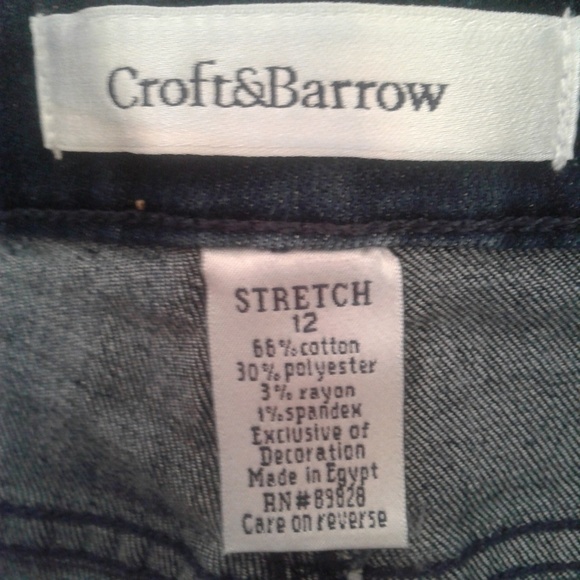 Croft&Barrow
STRETCH
12
66% cotton
30% polyester
3% rayon
1% spandex
Exclusive of
Decoration
Made in Egypt
RN#89828
Care on reverse